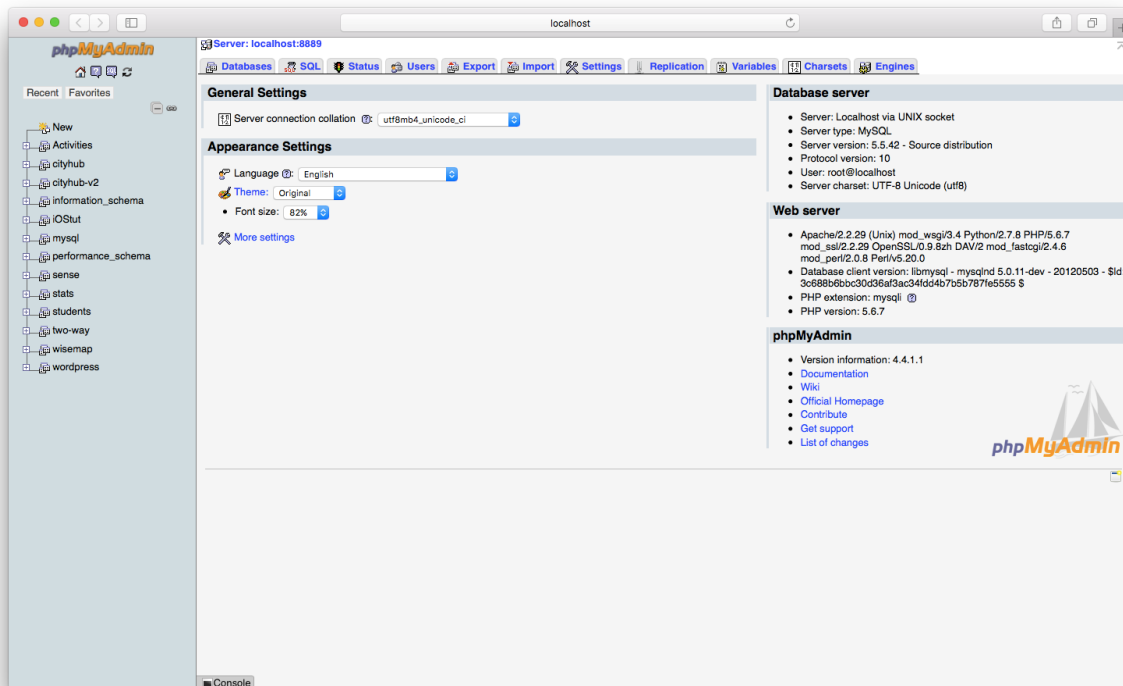 localhost
phpMyAdmin
Recent Favorites
New
Activities
cityhub
cityhub-v2
information_schema
iOStut
mysql
performance_schema
sense
stats
students
two-way
wisemap
wordpress
Server: localhost:8889
Databases SQL Status Users Export Import Settings Replication Variables Charsets Engines
General Settings
Server connection collation : utf8mb4_unicode_ci
Appearance Settings
Language : English
Theme: Original
• Font size: 82%
More settings
Database server
• Server: Localhost via UNIX socket
• Server type: MySQL
• Server version: 5.5.42 - Source distribution
• Protocol version: 10
• User: root@localhost
• Server charset: UTF-8 Unicode (utf8)
Web server
• Apache/2.2.29 (Unix) mod_wsgi/3.4 Python/2.7.8 PHP/5.6.7
mod_ssl/2.2.29 OpenSSL/0.9.8zh DAV/2 mod_fastcgi/2.4.6
mod_perl/2.0.8 Perl/v5.20.0
• Database client version: libmysql - mysqlnd 5.0.11-dev - 20120503 - $Id
3c688b6bbc30d36af3ac34fdd4b7b5b787fe5555 $
• PHP extension: mysqli
• PHP version: 5.6.7
phpMyAdmin
• Version information: 4.4.1.1
• Documentation
• Wiki
• Official Homepage
• Contribute
• Get support
• List of changes
phpMyAdmin
Console